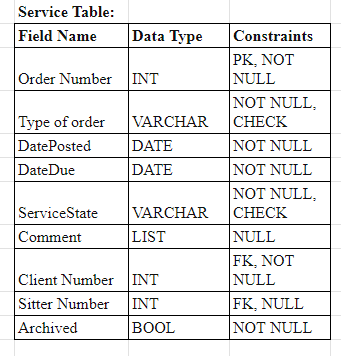 Service Table:
Field Name Data Type Constraints
PK, NOT
Order Number INT NULL
NOT NULL,
Type of order VARCHAR CHECK
DatePosted DATE NOT NULL
DateDue DATE NOT NULL
NOT NULL,
ServiceState VARCHAR CHECK
Comment LIST NULL
FK, NOT
Client Number INT NULL
Sitter Number INT FK, NULL
Archived BOOL NOT NULL